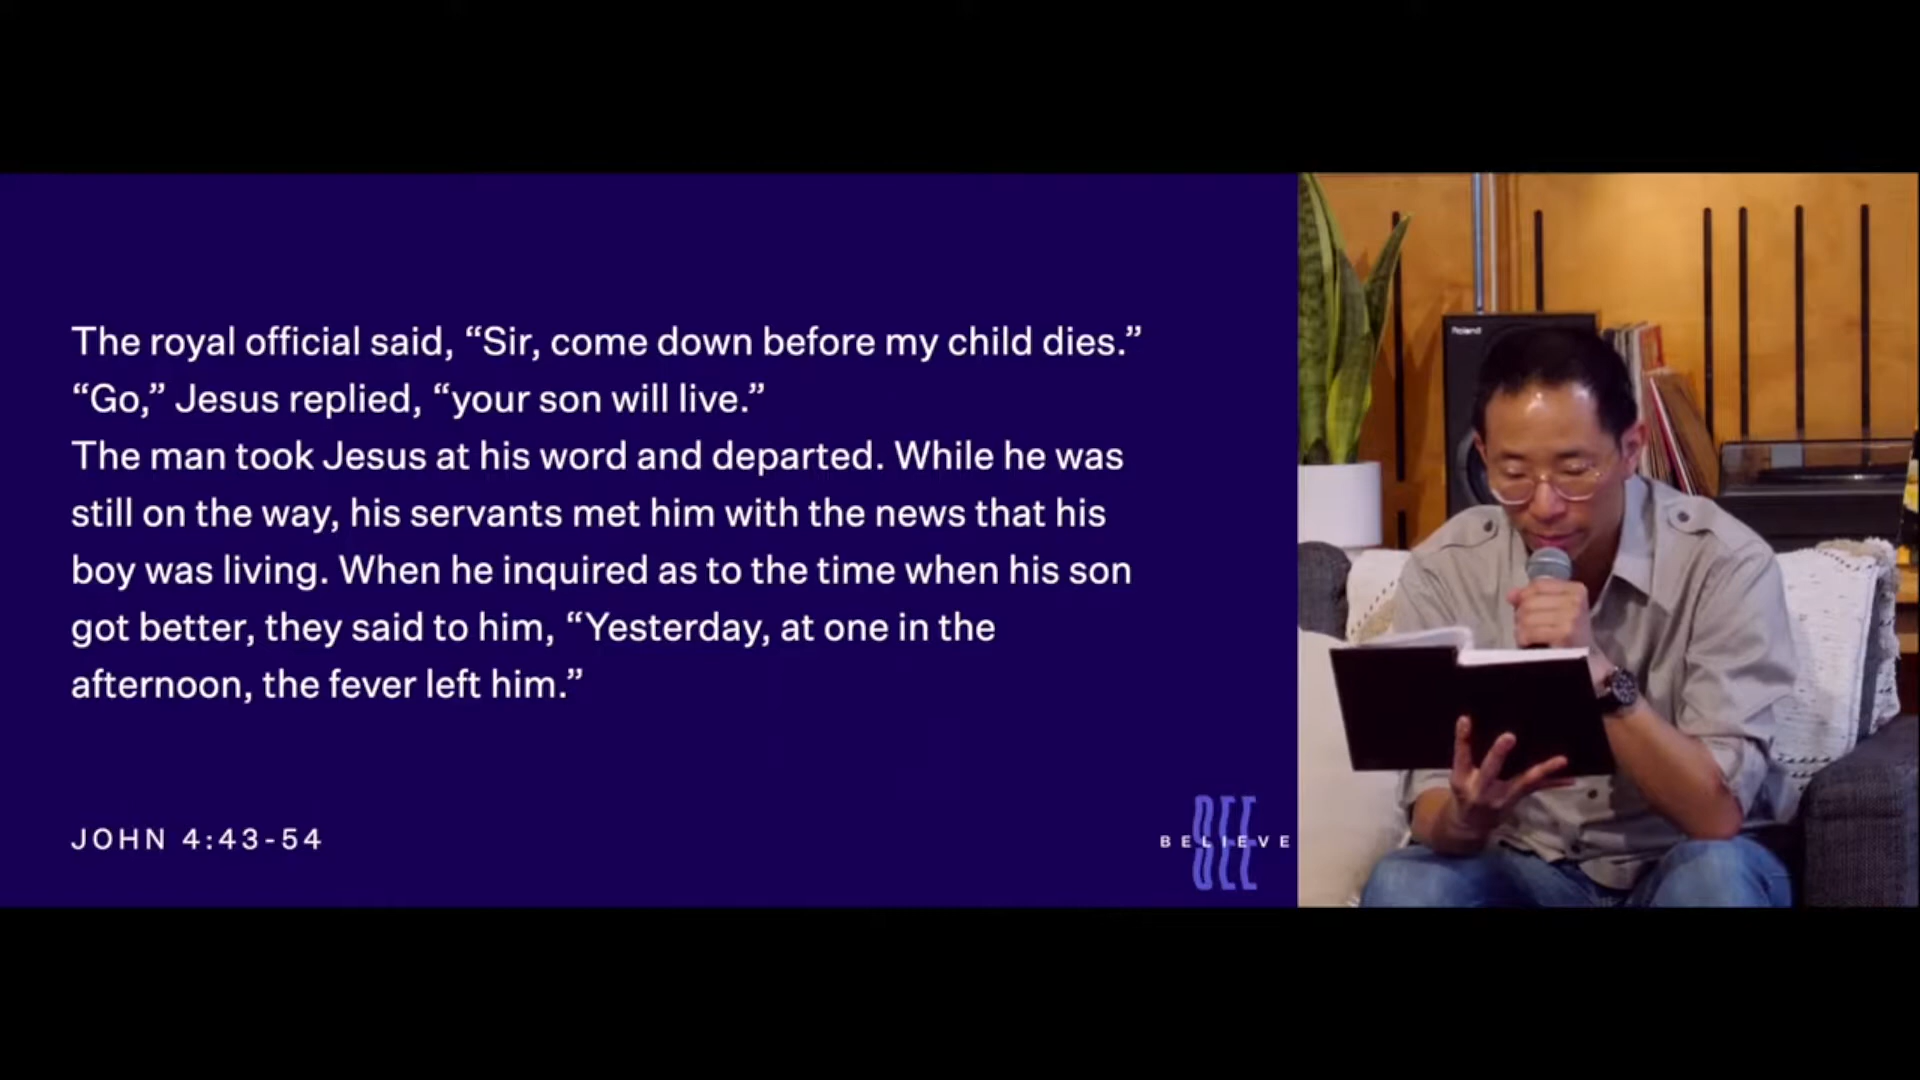 The royal official said, “Sir, come down before my child dies.”
“Go,” Jesus replied, “your son will live.”
The man took Jesus at his word and departed. While he was
still on the way, his servants met him with the news that his
boy was living. When he inquired as to the time when his son
got better, they said to him, “Yesterday, at one in the
afternoon, the fever left him.”
JOHN 4:43-54
SEE
BELIEVE
Roland